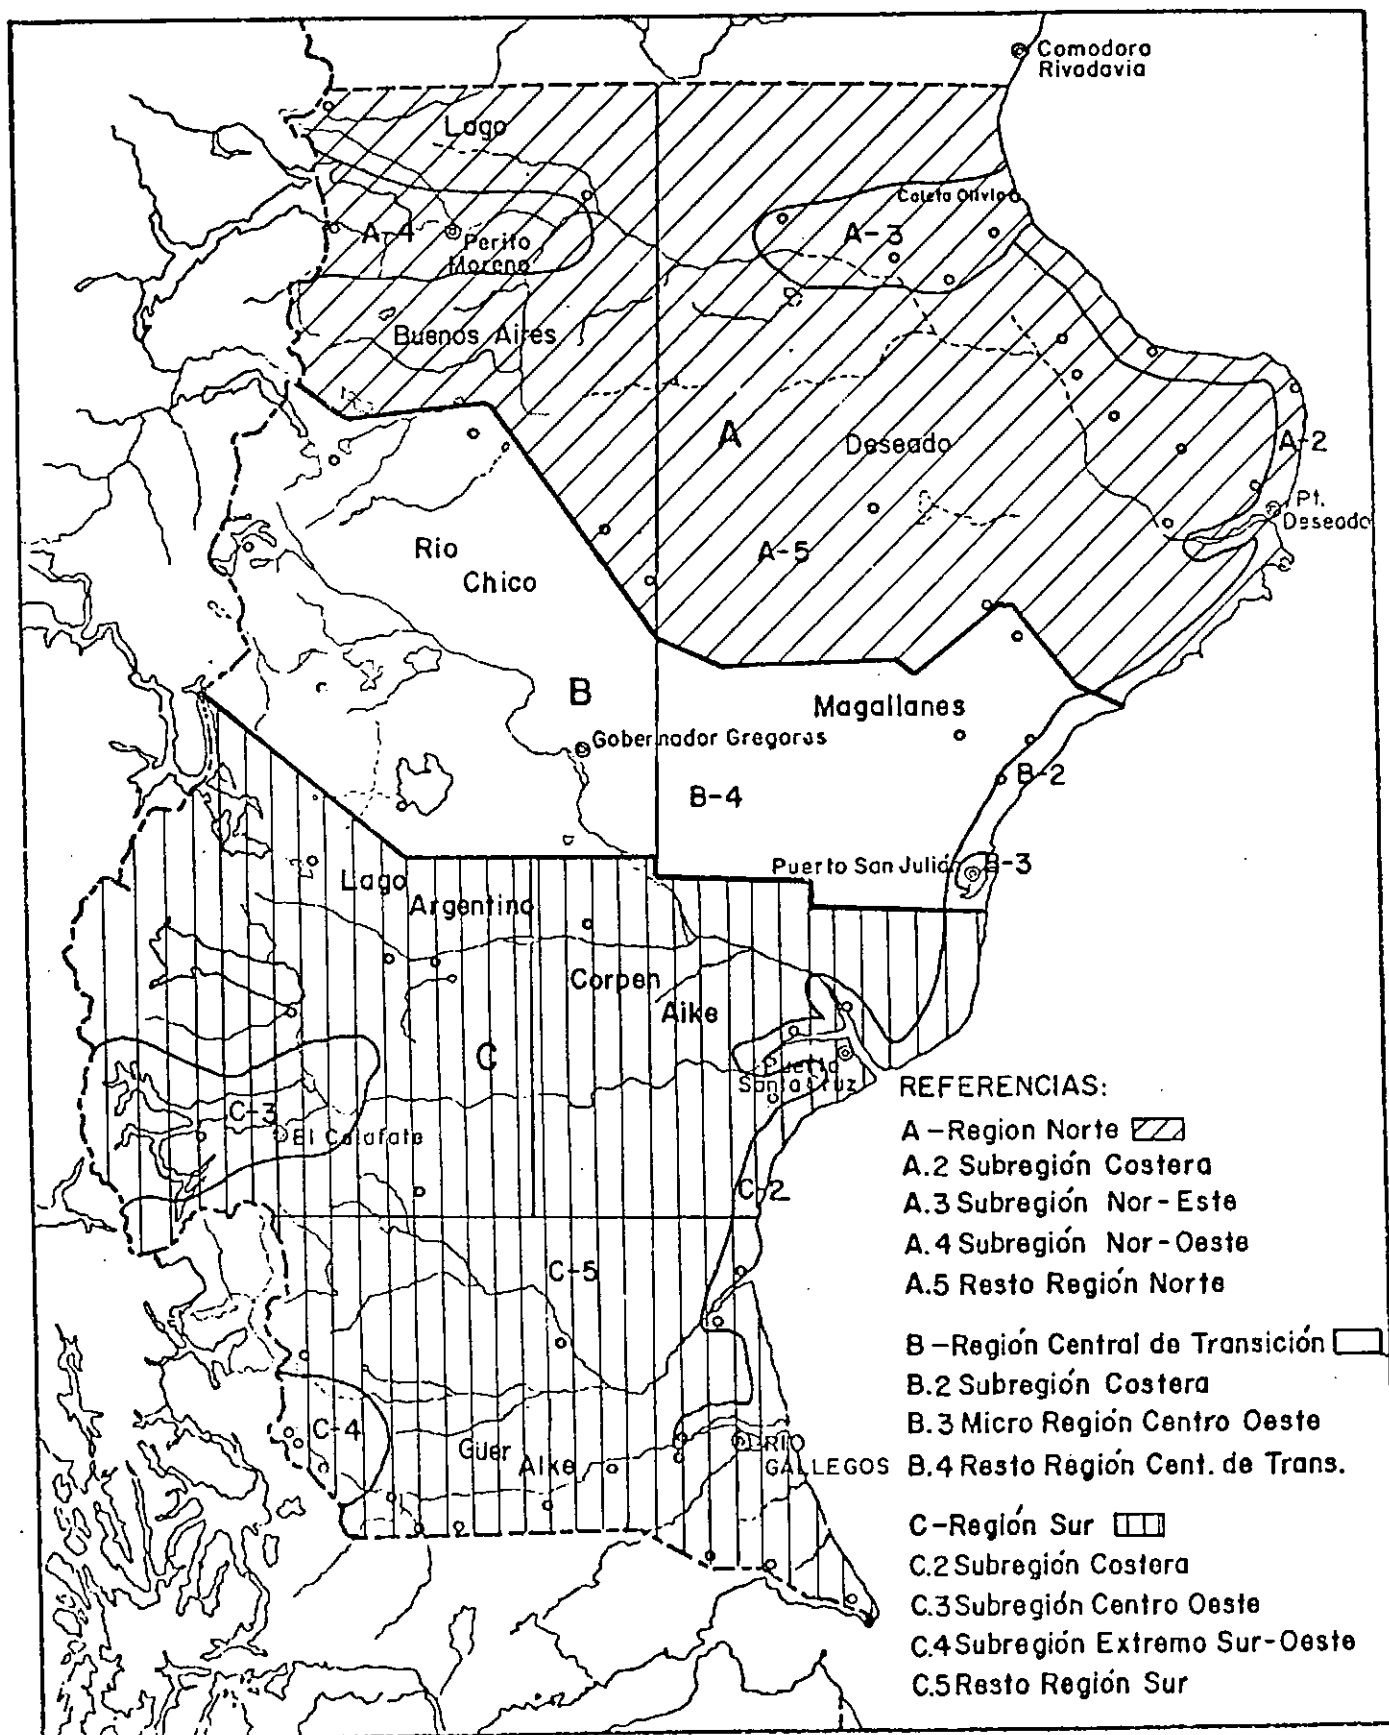 Comodora
Rivadavia
Lago
Caleta Olivia
A-4
Perito
Moreno
A-3
Buenos Aires
A
Deseado
A-2
Pt.
Deseado
A-5
Rio
Chico
B
Magallanes
Gobernador Gregoras
B-2
B-4
Puerto San Julián
B-3
Lago
Argentino
Corpen
Aike
C
Puerto
Santa Cruz
C-3
El Calafate
C-2
C-5
C-4
Güer
Aike
RIO
GALLEGOS
REFERENCIAS:
A-Region Norte
A.2 Subregión Costera
A.3 Subregión Nor-Este
A.4 Subregión Nor-Oeste
A.5 Resto Región Norte
B-Región Central de Transición
B.2 Subregión Costera
B.3 Micro Región Centro Oeste
B.4 Resto Región Cent. de Trans.
C-Región Sur
C.2 Subregión Costera
C.3 Subregión Centro Oeste
C.4 Subregión Extremo Sur-Oeste
C.5 Resto Región Sur